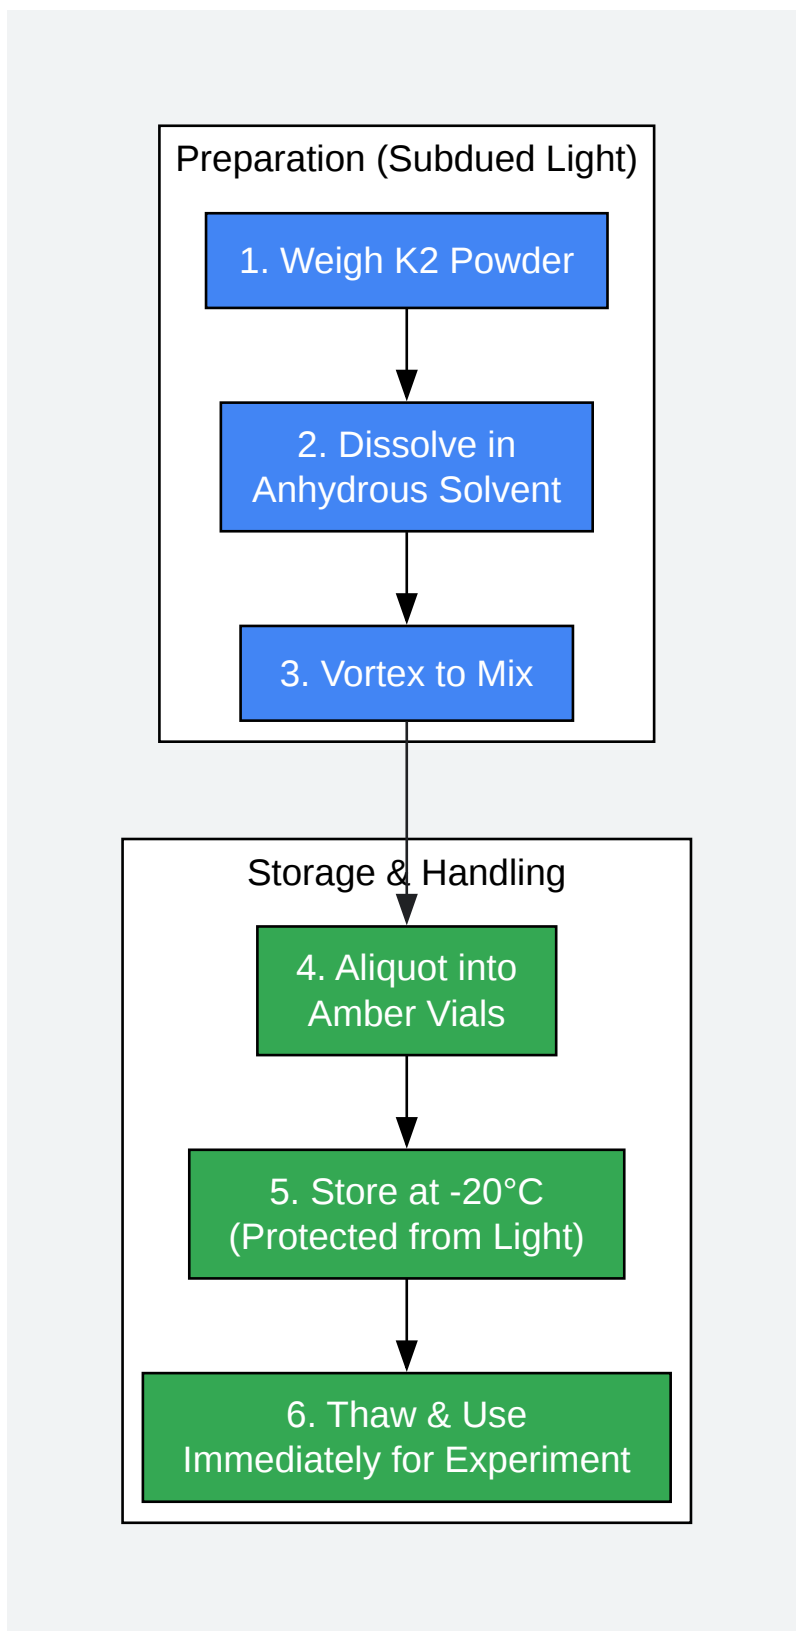 Preparation (Subdued Light)
1. Weigh K2 Powder
2. Dissolve in
Anhydrous Solvent
3. Vortex to Mix
Storage & Handling
4. Aliquot into
Amber Vials
5. Store at -20°C
(Protected from Light)
6. Thaw & Use
Immediately for Experiment